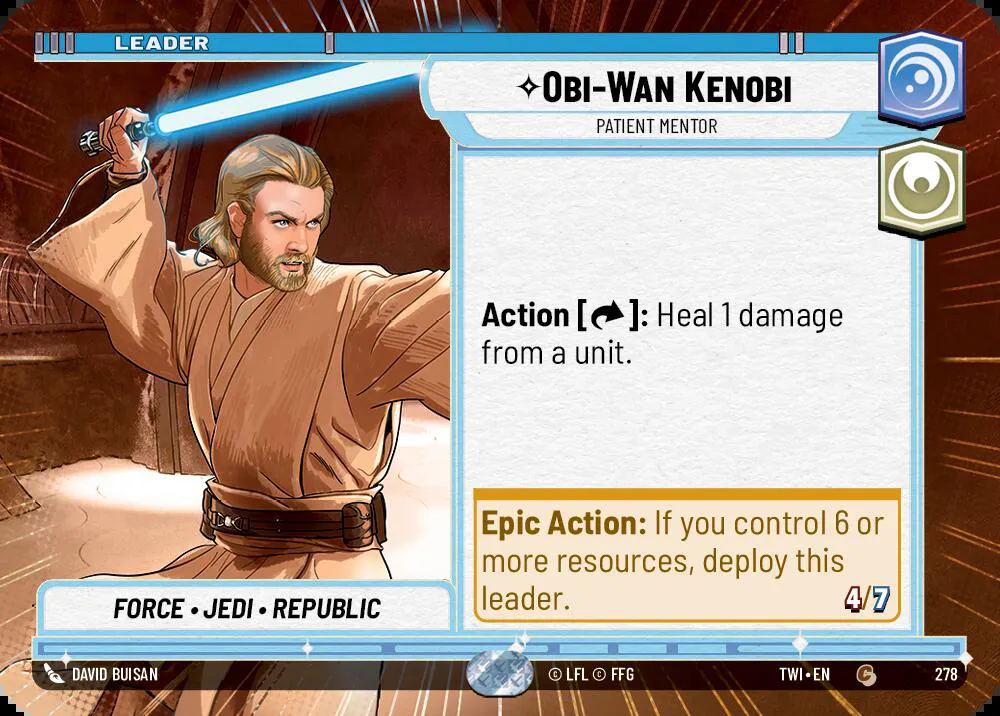 LEADER
✧OBI-WAN KENOBI
PATIENT MENTOR
Action [↷]: Heal 1 damage
from a unit.
Epic Action: If you control 6 or
more resources, deploy this
leader.
4/7
FORCE • JEDI • REPUBLIC
DAVID BUISAN
© LFL © FFG
TWI•EN
C
278